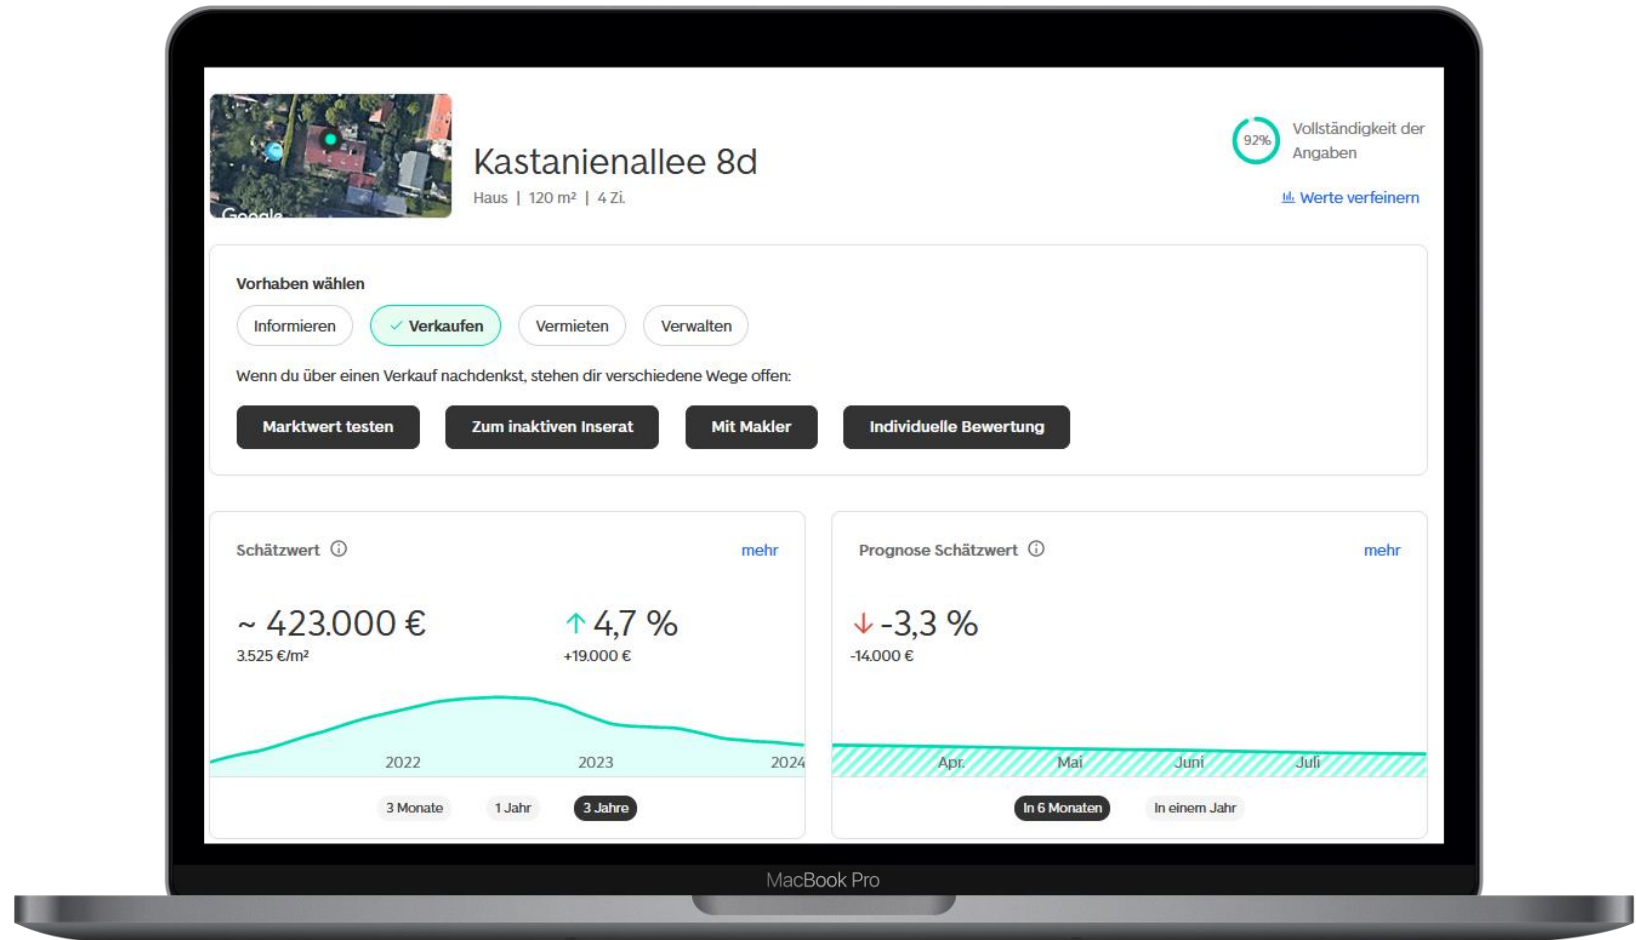 Google
Kastanienallee 8d
Haus | 120 m² | 4 Zi.
92%
Vollständigkeit der
Angaben
Werte verfeinern
Vorhaben wählen
Informieren
Verkaufen
Vermieten
Verwalten
Wenn du über einen Verkauf nachdenkst, stehen dir verschiedene Wege offen:
Marktwert testen
Zum inaktiven Inserat
Mit Makler
Individuelle Bewertung
Schätzwert
mehr
~ 423.000 €
3.525 €/m²
4,7 %
+19.000 €
2022
2023
2024
3 Monate
1 Jahr
3 Jahre
Prognose Schätzwert
mehr
-3,3 %
-14.000 €
Apr.
Mai
Juni
Juli
In 6 Monaten
In einem Jahr
MacBook Pro